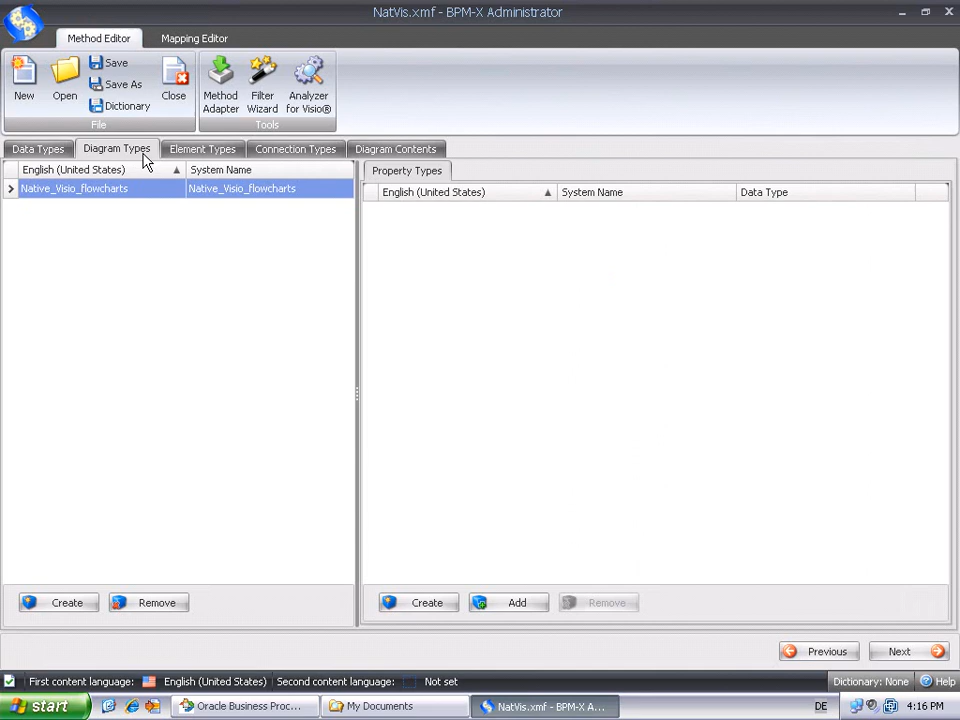 NatVis.xmf - BPM-X Administrator
Method Editor
Mapping Editor
New
Open
Save
Save As
Dictionary
Close
Method Adapter
Filter Wizard
Analyzer for Visio®
File
Tools
Data Types
Diagram Types
Element Types
Connection Types
Diagram Contents
English (United States)
System Name
Native_Visio_flowcharts
Native_Visio_flowcharts
Property Types
English (United States)
System Name
Data Type
Create
Remove
Create
Add
Remove
Previous
Next
First content language:
English (United States)
Second content language:
Not set
Dictionary: None
Help
start
Oracle Business Proc...
My Documents
NatVis.xmf - BPM-X A...
DE
4:16 PM